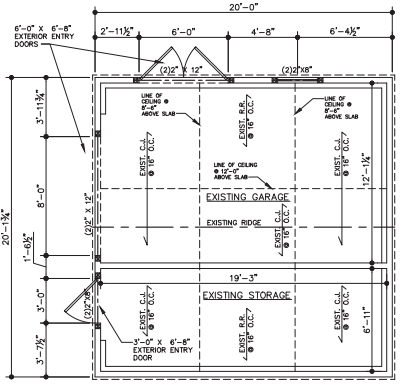 20'-0"
6'-0" X 6'-8"
EXTERIOR ENTRY
DOORS
2'-11½"
6'-0"
4'-8"
6'-4½"
(2)2" X 12"
(2)2"X8"
LINE OF
CEILING @
8'-6"
ABOVE SLAB
LINE OF
CEILING @
8'-6"
ABOVE SLAB
3'-11¾"
EXIST. C.J.
@ 16" O.C.
EXIST. R.R.
@ 16" O.C.
EXIST. C.J.
@ 16" O.C.
LINE OF CEILING
@ 12'-0"
ABOVE SLAB
12'-1¼"
8'-0"
(2)2" X 12"
EXISTING GARAGE
EXISTING RIDGE
EXIST. C.J.
@ 16" O.C.
20'-1¾"
1'-6½"
19'-3"
3'-0"
(2)2"X8"
EXISTING STORAGE
EXIST. C.J.
@ 16" O.C.
EXIST. R.R.
@ 16" O.C.
EXIST. C.J.
@ 16" O.C.
6'-11"
3'-7½"
3'-0" X 6'-8"
EXTERIOR ENTRY
DOOR